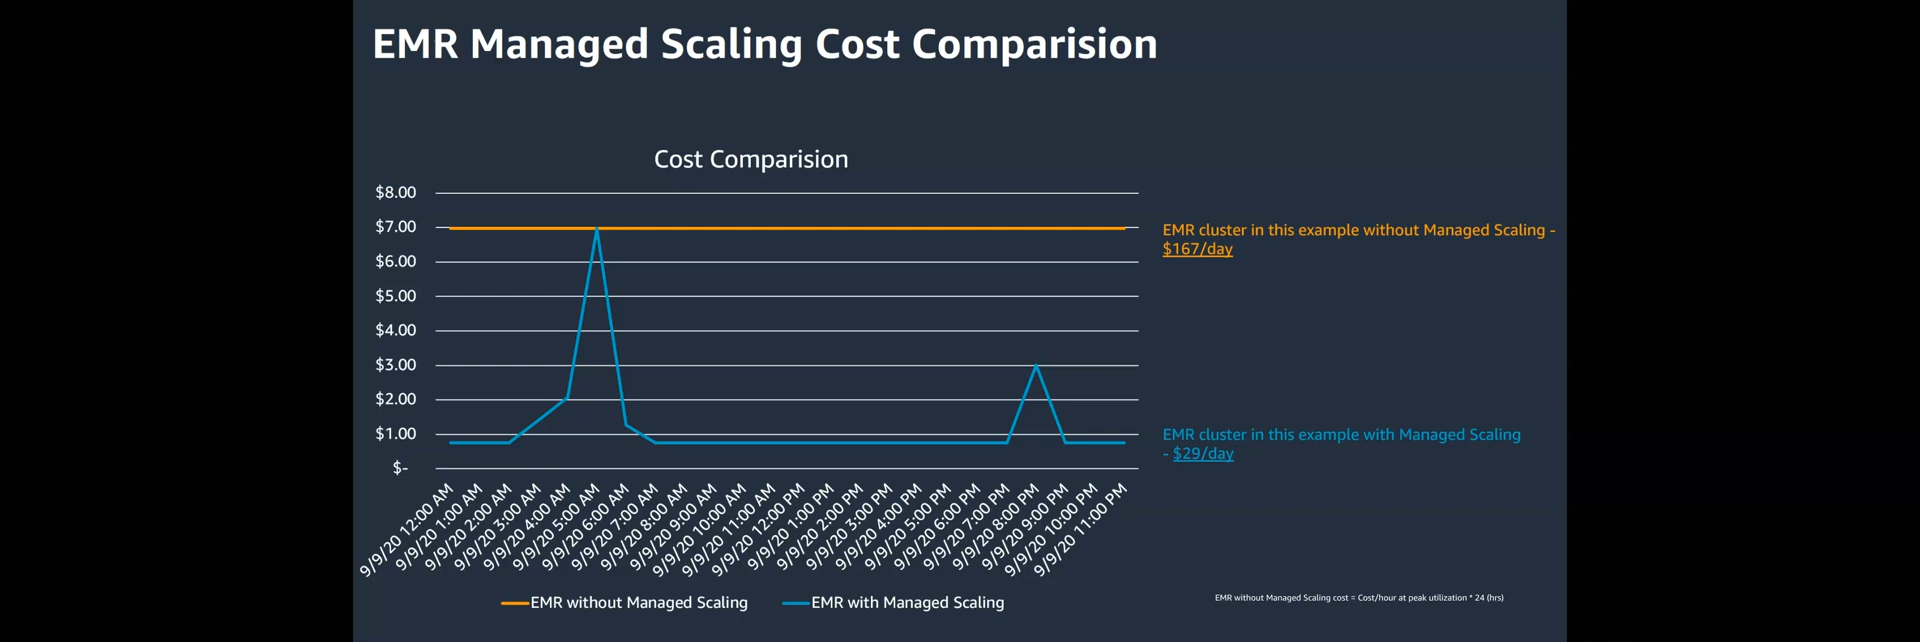 EMR Managed Scaling Cost Comparision
Cost Comparision
$8.00
$7.00
$6.00
$5.00
$4.00
$3.00
$2.00
$1.00
$-
9/9/20 12:00 AM
9/9/20 1:00 AM
9/9/20 2:00 AM
9/9/20 3:00 AM
9/9/20 4:00 AM
9/9/20 5:00 AM
9/9/20 6:00 AM
9/9/20 7:00 AM
9/9/20 8:00 AM
9/9/20 9:00 AM
9/9/20 10:00 AM
9/9/20 11:00 AM
9/9/20 12:00 PM
9/9/20 1:00 PM
9/9/20 2:00 PM
9/9/20 3:00 PM
9/9/20 4:00 PM
9/9/20 5:00 PM
9/9/20 6:00 PM
9/9/20 7:00 PM
9/9/20 8:00 PM
9/9/20 9:00 PM
9/9/20 10:00 PM
9/9/20 11:00 PM
EMR without Managed Scaling
EMR with Managed Scaling
EMR cluster in this example without Managed Scaling -
$167/day
EMR cluster in this example with Managed Scaling
- $29/day
EMR without Managed Scaling cost = Cost/hour at peak utilization * 24 (hrs)